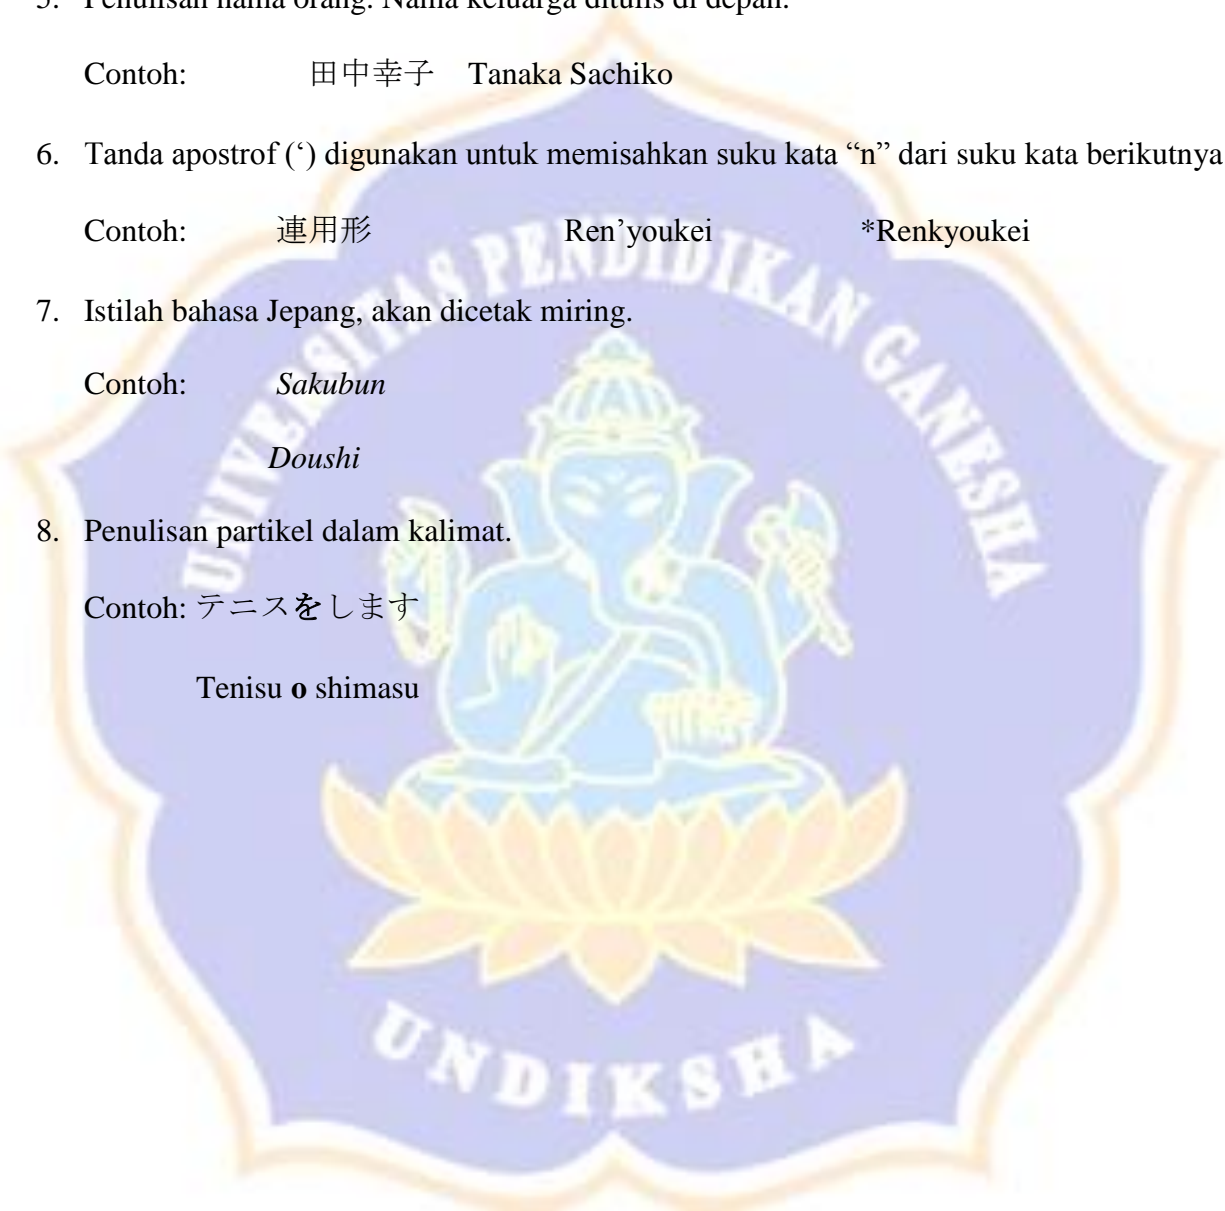 5. Penulisan nama orang. Nama keluarga ditulis di depan.
Contoh: 田中幸子 Tanaka Sachiko
6. Tanda apostrof (‘) digunakan untuk memisahkan suku kata “n” dari suku kata berikutnya
Contoh: 連用形 Ren’youkei *Renkyoukei
7. Istilah bahasa Jepang, akan dicetak miring.
Contoh: Sakubun
Doushi
8. Penulisan partikel dalam kalimat.
Contoh: テニスをします
Tenisu o shimasu
UNIVERSITAS PENDIDIKAN GANESHA
UNDIKSHA